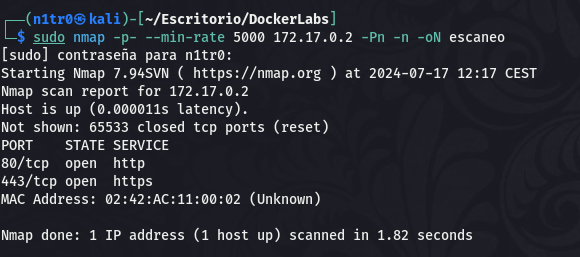 ┌──(n1tr0㉿kali)-[~/Escritorio/DockerLabs]
└─$ sudo nmap -p- --min-rate 5000 172.17.0.2 -Pn -n -oN escaneo
[sudo] contraseña para n1tr0:
Starting Nmap 7.94SVN ( https://nmap.org ) at 2024-07-17 12:17 CEST
Nmap scan report for 172.17.0.2
Host is up (0.000011s latency).
Not shown: 65533 closed tcp ports (reset)
PORT    STATE SERVICE
80/tcp  open  http
443/tcp open  https
MAC Address: 02:42:AC:11:00:02 (Unknown)
Nmap done: 1 IP address (1 host up) scanned in 1.82 seconds